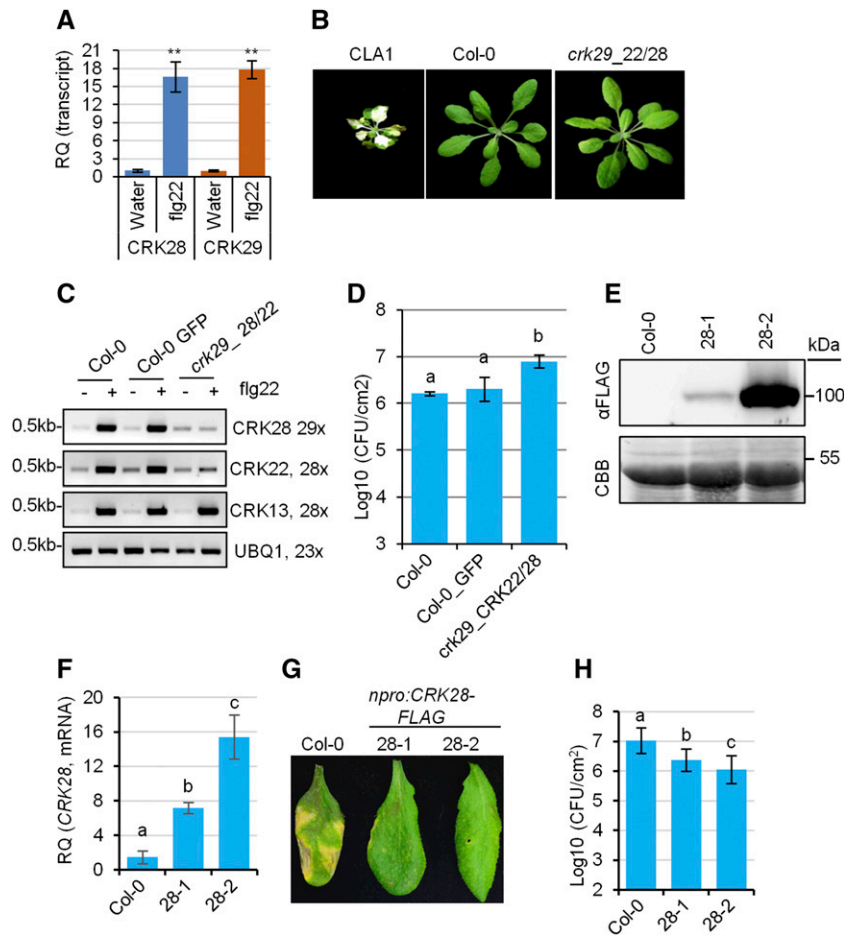 A
RQ (transcript)
21
18
15
12
9
6
3
0
**
**
Water
flg22
Water
flg22
CRK28
CRK29
B
CLA1
Col-0
crk29_22/28
C
Col-0
Col-0 GFP
crk29_ 28/22
- + - + - +
flg22
0.5kb-
CRK28 29x
0.5kb-
CRK22, 28x
0.5kb-
CRK13, 28x
0.5kb-
UBQ1, 23x
D
Log10 (CFU/cm2)
8
7
6
5
4
3
a
a
b
Col-0
Col-0_GFP
crk29_CRK22/28
E
Col-0
28-1
28-2
kDa
αFLAG
100
CBB
55
F
RQ (CRK28, mRNA)
20
16
12
8
4
0
a
b
c
Col-0
28-1
28-2
G
npro:CRK28-
FLAG
Col-0
28-1
28-2
H
Log10 (CFU/cm²)
8
7
6
5
4
3
2
a
b
c
Col-0
28-1
28-2